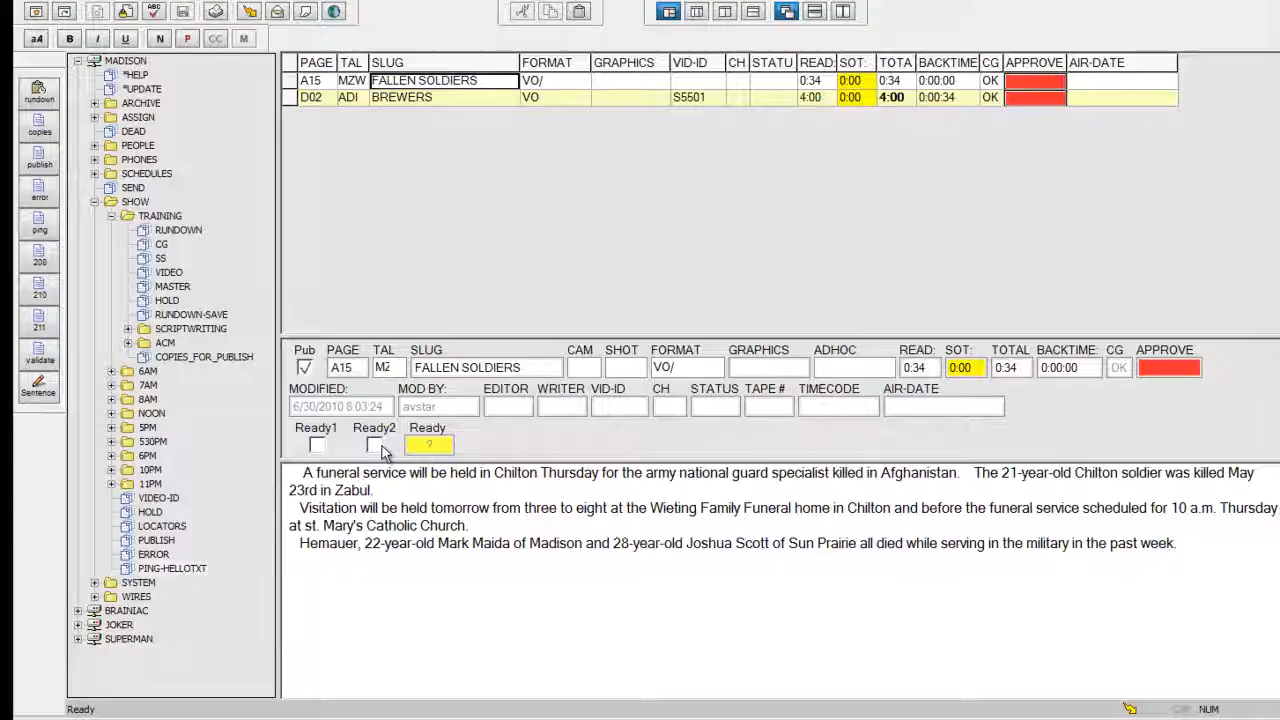 ABC
a4 B I U N P CC M
rundown
copies
publish
error
ping
208
210
211
validate
Sentence
MADISON
*HELP
*UPDATE
ARCHIVE
ASSIGN
DEAD
PEOPLE
PHONES
SCHEDULES
SEND
SHOW
TRAINING
RUNDOWN
CG
SS
VIDEO
MASTER
HOLD
RUNDOWN-SAVE
SCRIPTWRITING
ACM
COPIES_FOR_PUBLISH
6AM
7AM
8AM
NOON
5PM
530PM
6PM
10PM
11PM
VIDEO-ID
HOLD
LOCATORS
PUBLISH
ERROR
PING-HELLOTXT
SYSTEM
WIRES
BRAINIAC
JOKER
SUPERMAN
PAGE TAL SLUG FORMAT GRAPHICS VID-ID CH STATU READ: SOT: TOTA BACKTIME CG APPROVE AIR-DATE
A15 MZW FALLEN SOLDIERS VO/ 0:34 0:00 0:34 0:00:00 OK
D02 ADI BREWERS VO S5501 4:00 0:00 4:00 0:00:34 OK
Pub PAGE TAL SLUG CAM SHOT FORMAT GRAPHICS ADHOC READ: SOT: TOTAL BACKTIME: CG APPROVE
A15 MZ FALLEN SOLDIERS VO/ 0:34 0:00 0:34 0:00:00 OK
MODIFIED: MOD BY: EDITOR WRITER VID-ID CH STATUS TAPE # TIMECODE AIR-DATE
6/30/2010 8:03:24 avstar
Ready1 Ready2 Ready
?
A funeral service will be held in Chilton Thursday for the army national guard specialist killed in Afghanistan. The 21-year-old Chilton soldier was killed May
23rd in Zabul.
Visitation will be held tomorrow from three to eight at the Wieting Family Funeral home in Chilton and before the funeral service scheduled for 10 a.m. Thursday
at st. Mary's Catholic Church.
Hemauer, 22-year-old Mark Maida of Madison and 28-year-old Joshua Scott of Sun Prairie all died while serving in the military in the past week.
Ready NUM